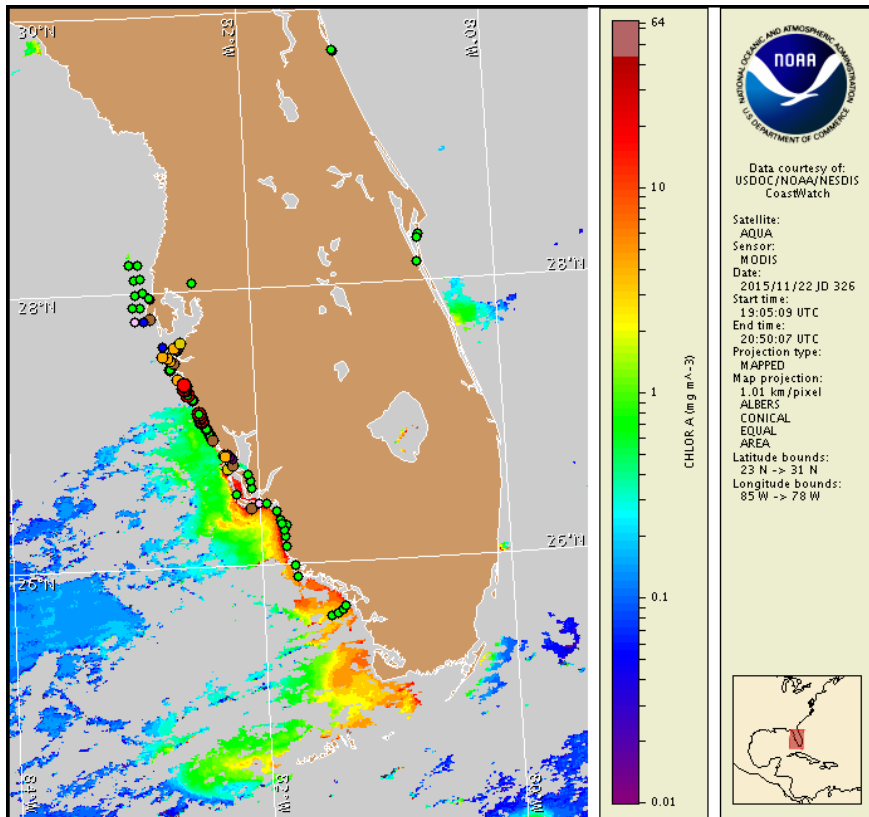 30°N
82°W
80°W
28°N
28°N
26°N
26°N
84°W
82°W
80°W
64
10
1
0.1
0.01
CHLOR A (mg m^-3)
NATIONAL OCEANIC AND ATMOSPHERIC ADMINISTRATION
NOAA
U.S. DEPARTMENT OF COMMERCE
Data courtesy of:
USDOC/NOAA/NESDIS
CoastWatch
Satellite:
AQUA
Sensor:
MODIS
Date:
2015/11/22 JD 326
Start time:
19:05:09 UTC
End time:
20:50:07 UTC
Projection type:
MAPPED
Map projection:
1.01 km/pixel
ALBERS
CONICAL
EQUAL
AREA
Latitude bounds:
23 N -> 31 N
Longitude bounds:
85 W -> 78 W